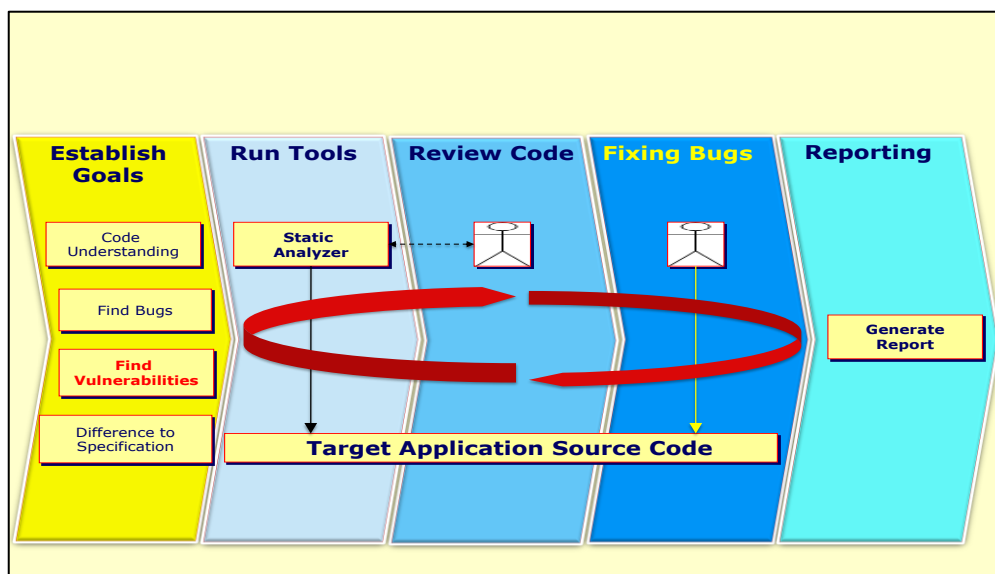 Establish
Goals
Run Tools
Review Code
Fixing Bugs
Reporting
Code
Understanding
Static
Analyzer
Find Bugs
Generate
Report
Find
Vulnerabilities
Difference to
Specification
Target Application Source Code